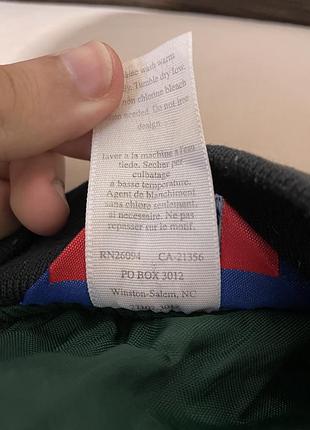 wash warm
Tumble dry low.
non chlorine bleach
needed. Do not iron
design
laver a la machine a l'eau
tiede. Secher par
culbatage
a basse temperature.
Agent de blanchiment
sans chlore seulement,
si necessaire. Ne pas
repasser sur le motif.
RN26094 CA-21356
PO BOX 3012
Winston-Salem, NC